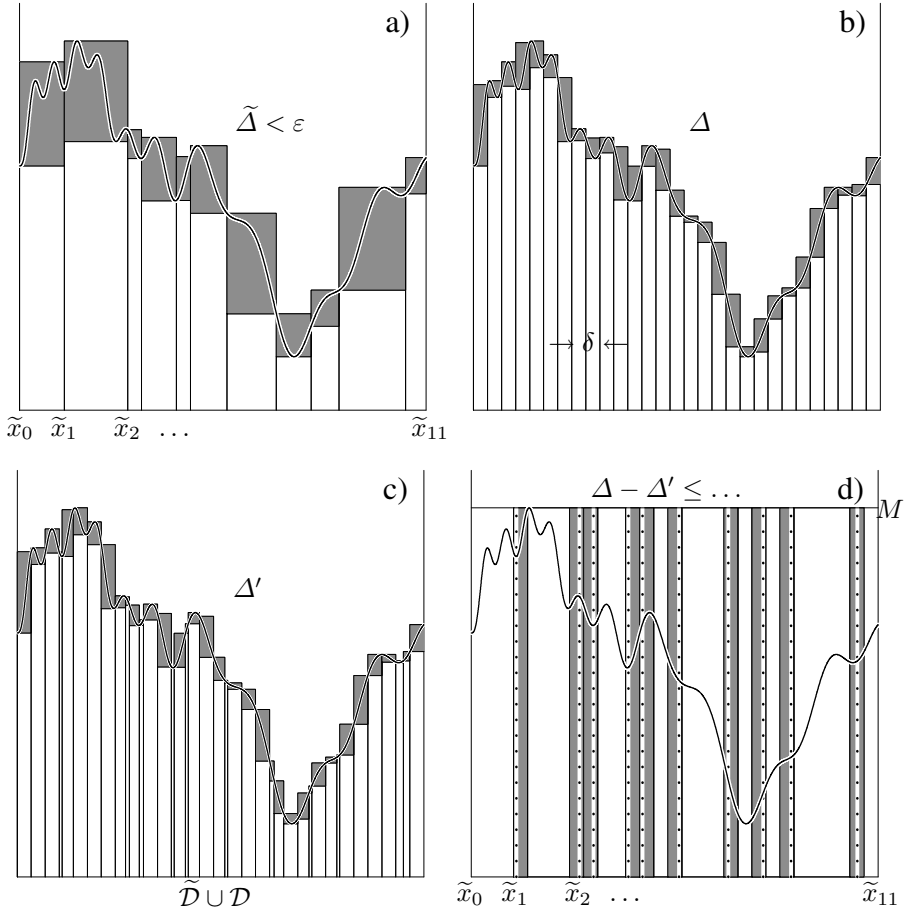 a)
Δ̃ < ε
x̃₀ x̃₁ x̃₂ ... x̃₁₁
b)
Δ
δ
c)
Δ′
𝒟̃ ∪ 𝒟
d)
Δ − Δ′ ≤ ...
M
x̃₀ x̃₁ x̃₂ ... x̃₁₁